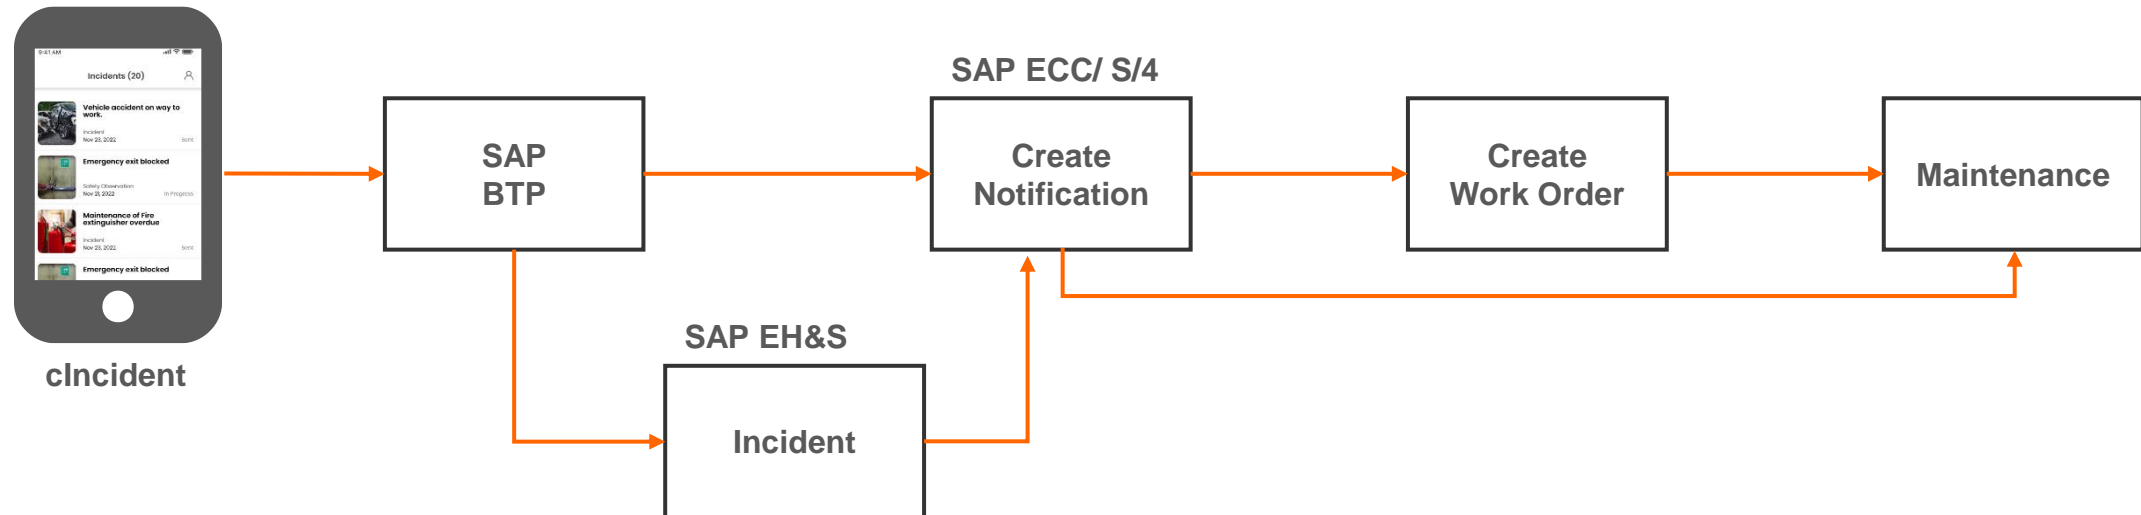 9:41 AM
Incidents (20)
Vehicle accident on way to
work.
Incident
Nov 23, 2022
Sent
Emergency exit blocked
Safety Observation
Nov 21, 2022
In Progress
Maintenance of Fire
extinguisher overdue
Incident
Nov 23, 2022
Sent
Emergency exit blocked
cIncident
SAP
BTP
SAP EH&S
Incident
SAP ECC/ S/4
Create
Notification
Create
Work Order
Maintenance